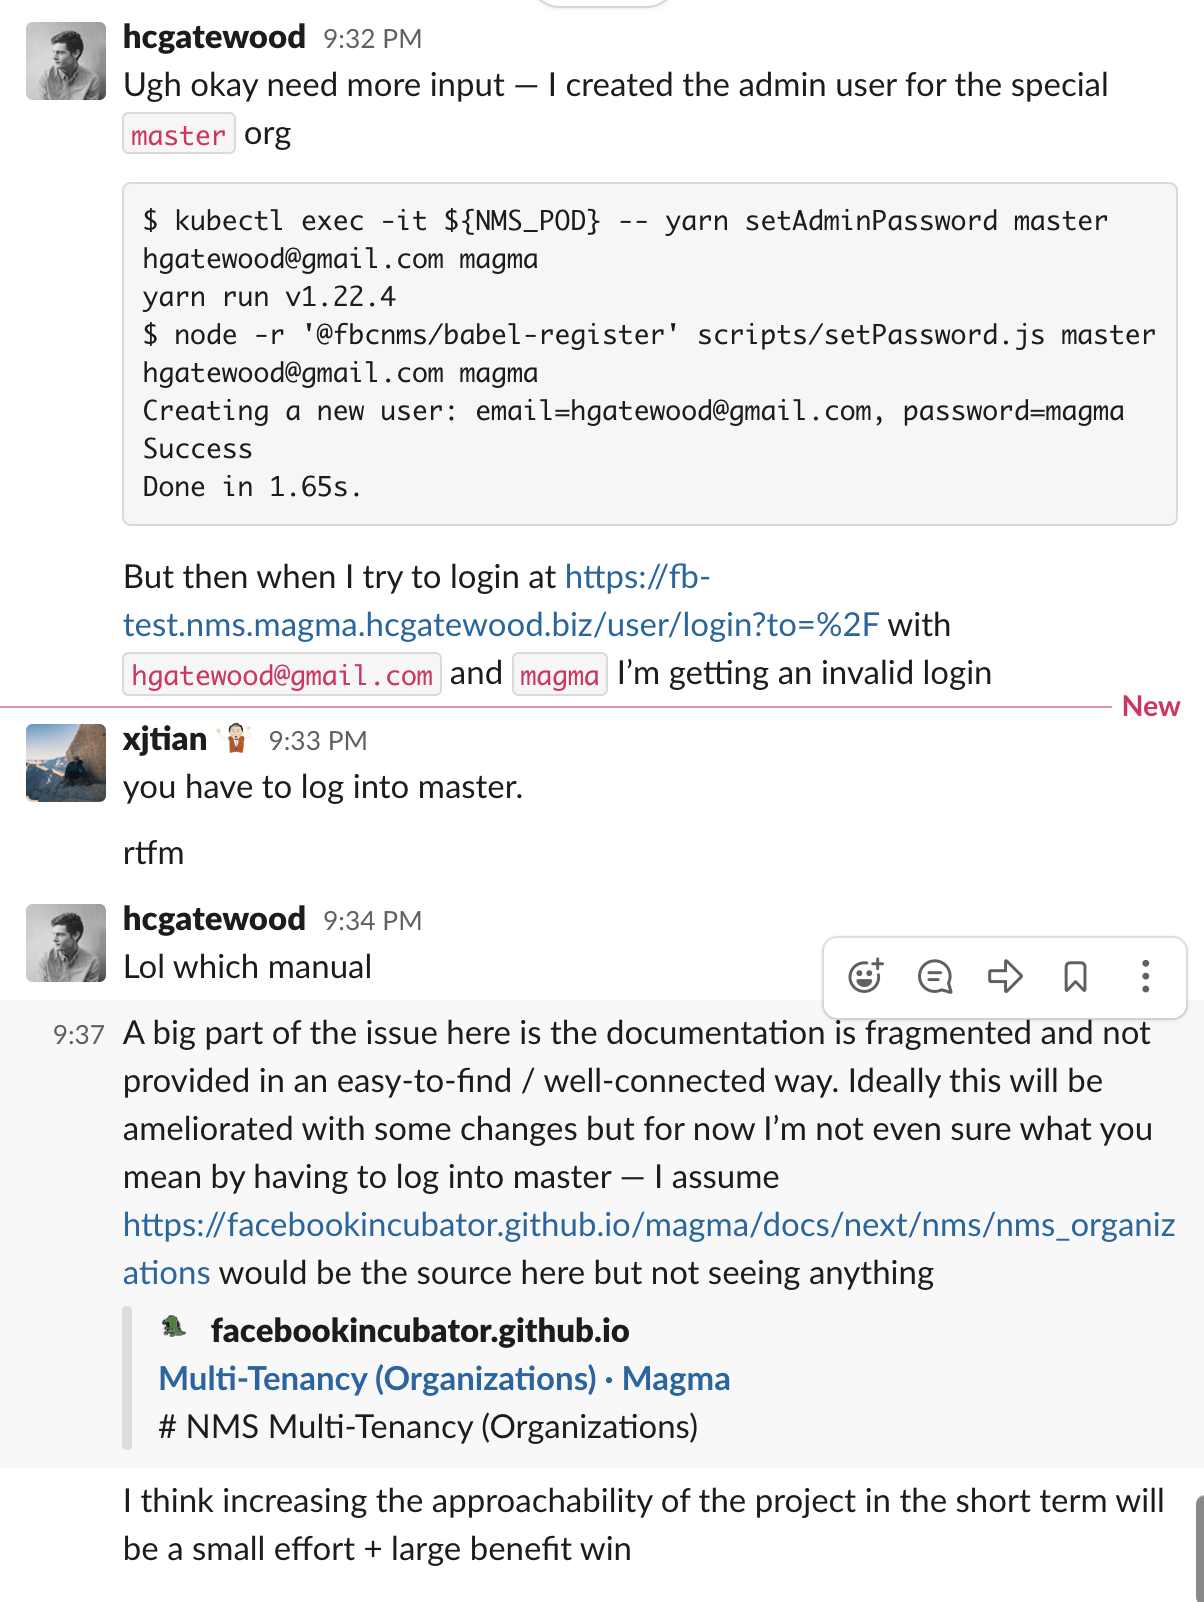 hcgatewood 9:32 PM
Ugh okay need more input — I created the admin user for the special
master org
$ kubectl exec -it ${NMS_POD} -- yarn setAdminPassword master
hgatewood@gmail.com magma
yarn run v1.22.4
$ node -r '@fbcnms/babel-register' scripts/setPassword.js master
hgatewood@gmail.com magma
Creating a new user: email=hgatewood@gmail.com, password=magma
Success
Done in 1.65s.
But then when I try to login at https://fb-
test.nms.magma.hcgatewood.biz/user/login?to=%2F with
hgatewood@gmail.com and magma I’m getting an invalid login
New
xjtian 9:33 PM
you have to log into master.
rtfm
hcgatewood 9:34 PM
Lol which manual
9:37 A big part of the issue here is the documentation is fragmented and not
provided in an easy-to-find / well-connected way. Ideally this will be
ameliorated with some changes but for now I’m not even sure what you
mean by having to log into master — I assume
https://facebookincubator.github.io/magma/docs/next/nms/nms_organiz
ations would be the source here but not seeing anything
facebookincubator.github.io
Multi-Tenancy (Organizations) · Magma
# NMS Multi-Tenancy (Organizations)
I think increasing the approachability of the project in the short term will
be a small effort + large benefit win